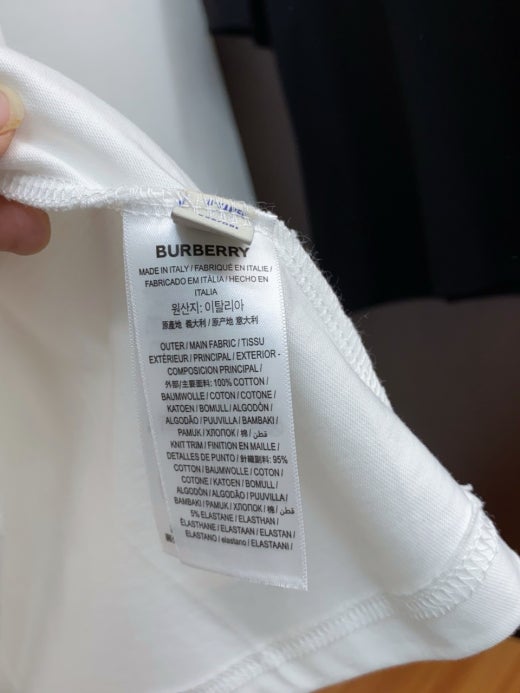 BURBERRY
MADE IN ITALY / FABRIQUÉ EN ITALIE /
FABRICADO EM ITÁLIA / HECHO EN
ITALIA
원산지: 이탈리아
原產地 義大利 / 原产地 意大利
OUTER / MAIN FABRIC / TISSU
EXTÉRIEUR / PRINCIPAL / EXTERIOR -
COMPOSICION PRINCIPAL /
外部/主要面料: 100% COTTON /
BAUMWOLLE / COTON / COTONE /
KATOEN / BOMULL / ALGODÓN /
ALGODÃO / PUUVILLA / BAMBAKI /
PAMUK / ХЛОПОК / 棉 / قطن /
KNIT TRIM / FINITION EN MAILLE /
DETALLES DE PUNTO / 針織副料: 95%
COTTON / BAUMWOLLE / COTON /
COTONE / KATOEN / BOMULL /
ALGODÓN / ALGODÃO / PUUVILLA /
BAMBAKI / PAMUK / ХЛОПОК / 棉 / قطن /
5% ELASTANE / ELASTHAN /
ÉLASTHANNE / ELASTAAN / ELASTAN /
ELASTANO / elastano / ELASTAANI /